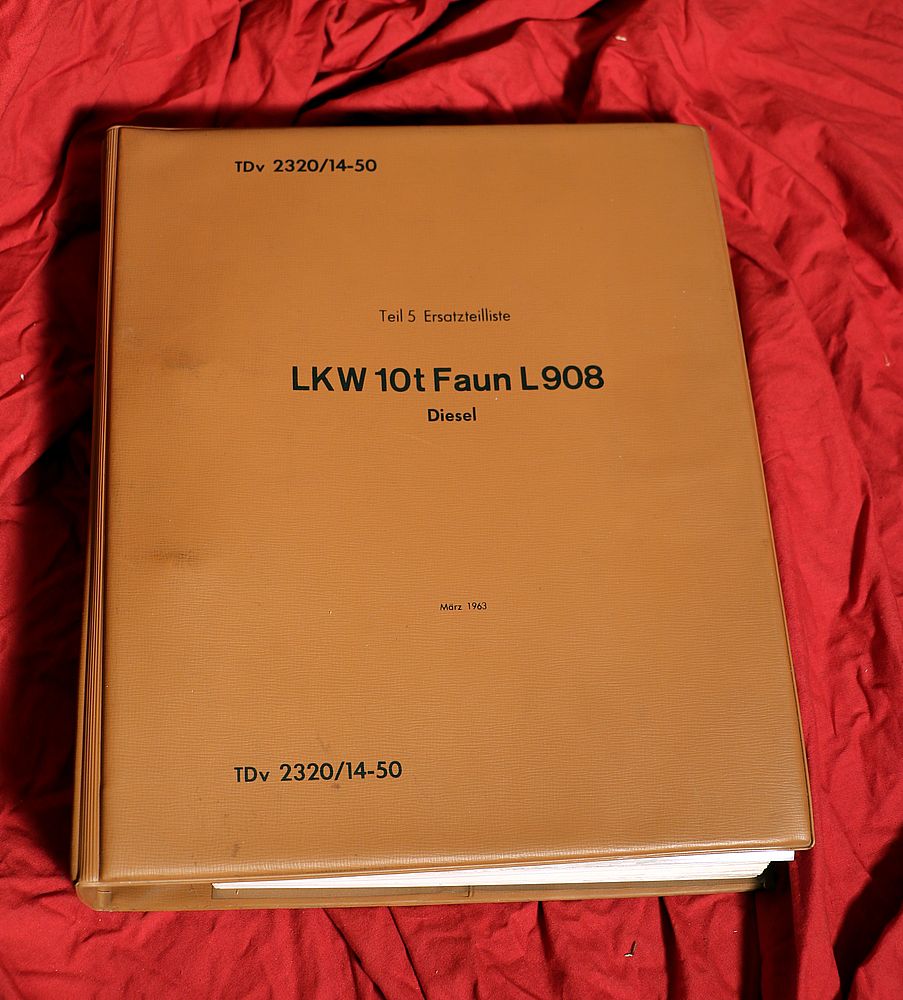 TDv 2320/14-50
Teil 5 Ersatzteilliste
LKW 10t Faun L908
Diesel
März 1963
TDv 2320/14-50